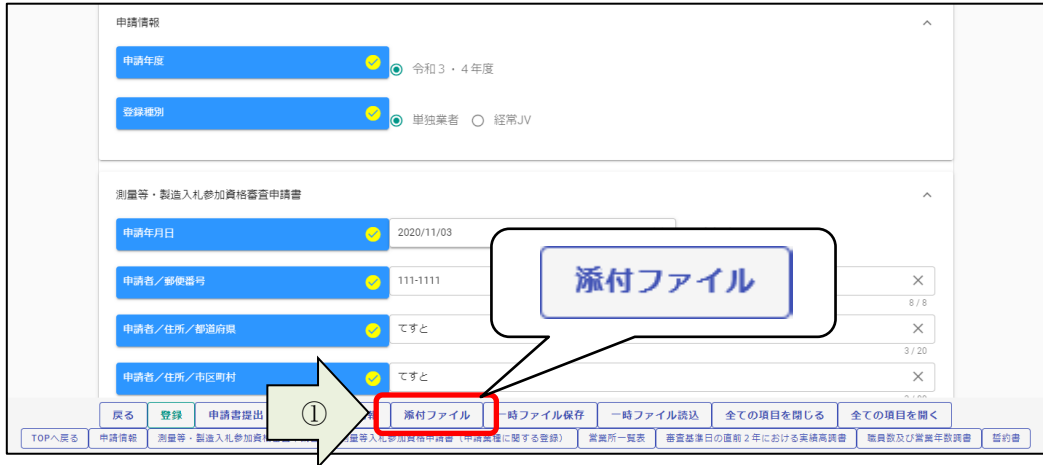 申請情報
申請年度
令和3・4年度
登録種別
単独業者 経常JV
測量等・製造入札参加資格審査申請書
申請年月日
2020/11/03
添付ファイル
申請者/郵便番号
111-1111
8 / 8
申請者/住所/都道府県
てすと
3 / 20
申請者/住所/市区町村
てすと
①
戻る 登録 申請書提出 添付ファイル 一時ファイル保存 一時ファイル読込 全ての項目を閉じる 全ての項目を開く
TOPへ戻る 申請情報 測量等・製造入札参加資格 測量等入札参加資格申請書(申請業種に関する登録) 営業所一覧表 審査基準日の直前2年における実績高調書 職員数及び営業年数調書 誓約書